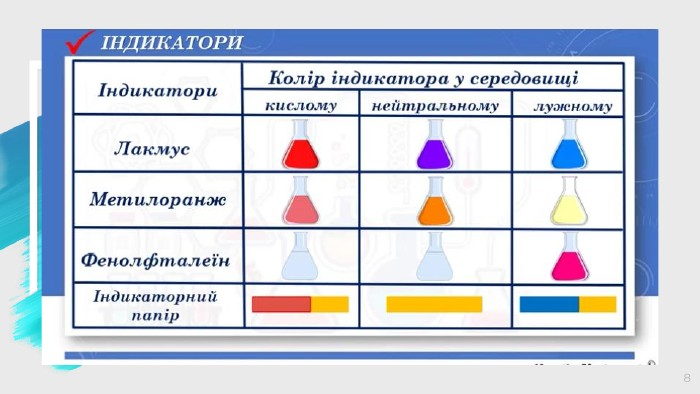 ІНДИКАТОРИ
Індикатори
Колір індикатора у середовищі
кислому нейтральному лужному
Лакмус
Метилоранж
Фенолфталеїн
Індикаторний
папір
8